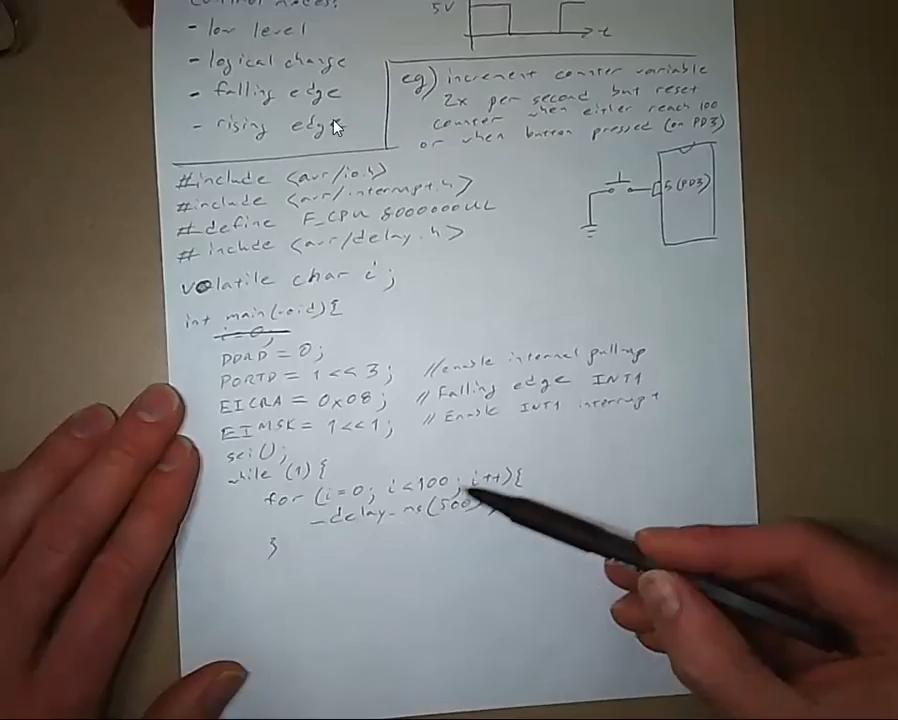 - low level
- logical change
- falling edge
- rising edge
5V
t
eg) increment counter variable
2x per second but reset
counter when either reach 100
or when button pressed (on PD3)
5 (PD3)
#include <avr/io.h>
#include <avr/interrupt.h>
#define F_CPU 8000000UL
#include <avr/delay.h>
volatile char i;
int main(void){
i=0;
DDRD = 0;
PORTD = 1<<3; //enable internal pullup
EICRA = 0x08; // Falling edge INT1
EIMSK = 1<<1; // Enable INT1 interrupt
sei();
while (1) {
for (i=0; i<100; i++){
_delay_ms(500);
}